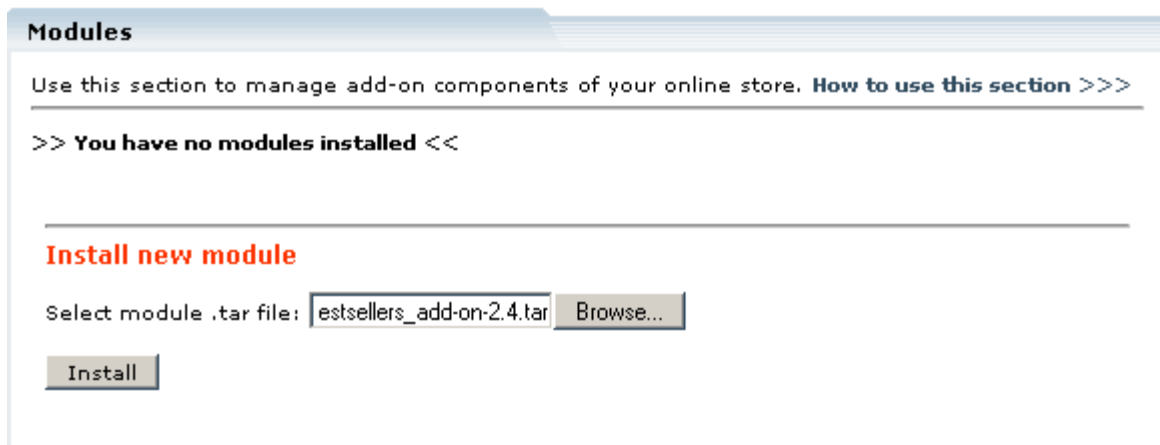 Modules
Use this section to manage add-on components of your online store. How to use this section >>>
>> You have no modules installed <<
Install new module
Select module .tar file: estsellers_add-on-2.4.tar Browse...
Install